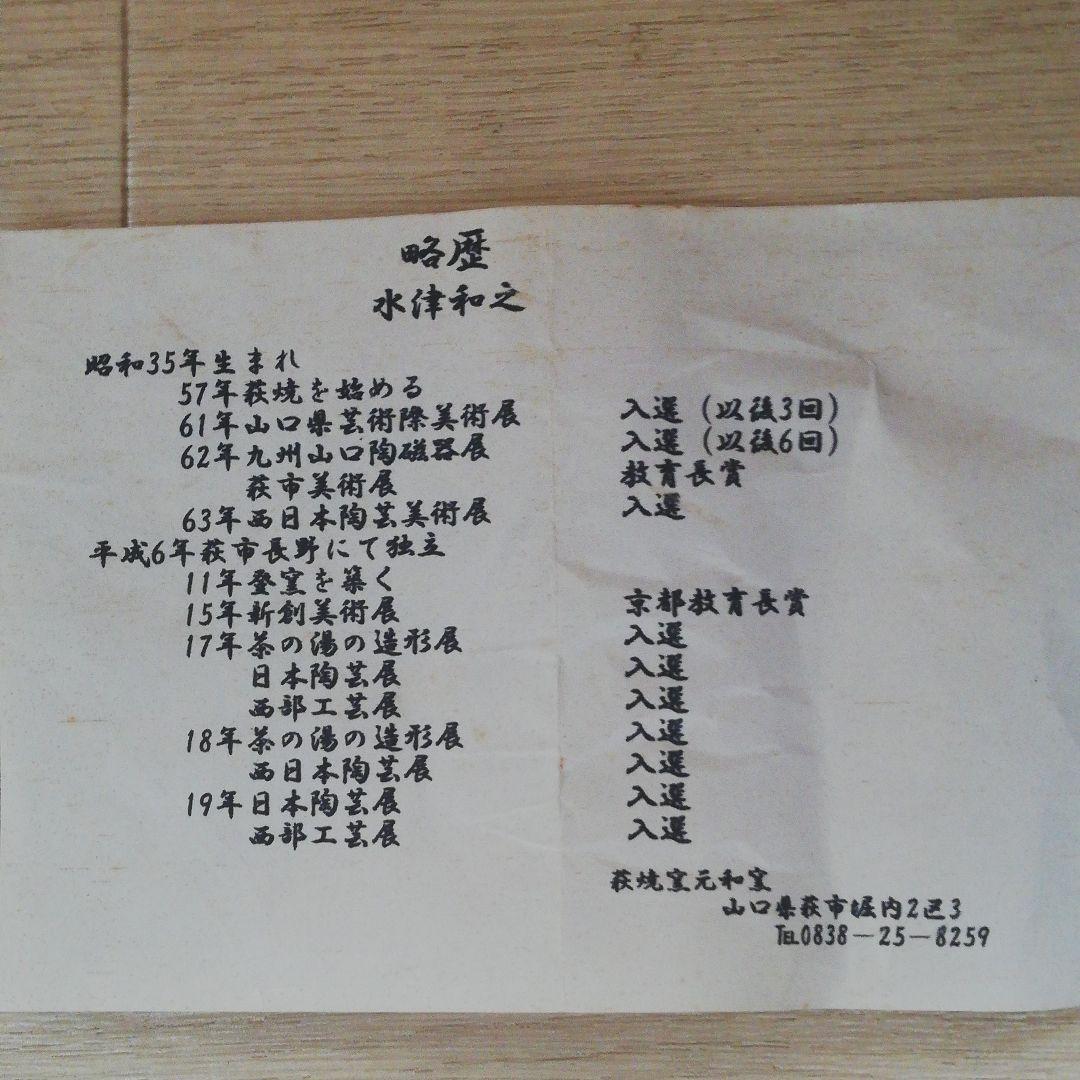 略歴
水津和之
昭和35年生まれ
57年萩焼を始める
61年山口県芸術際美術展 入選（以後3回）
62年九州山口陶磁器展 入選（以後6回）
萩市美術展 教育長賞
63年西日本陶芸美術展 入選
平成6年萩市長野にて独立
11年登窯を築く
15年新創美術展 京都教育長賞
17年茶の湯の造形展 入選
日本陶芸展 入選
西部工芸展 入選
18年茶の湯の造形展 入選
西日本陶芸展 入選
19年日本陶芸展 入選
西部工芸展 入選
萩焼窯元和窯
山口県萩市堀内2区3
℡0838－25－8259